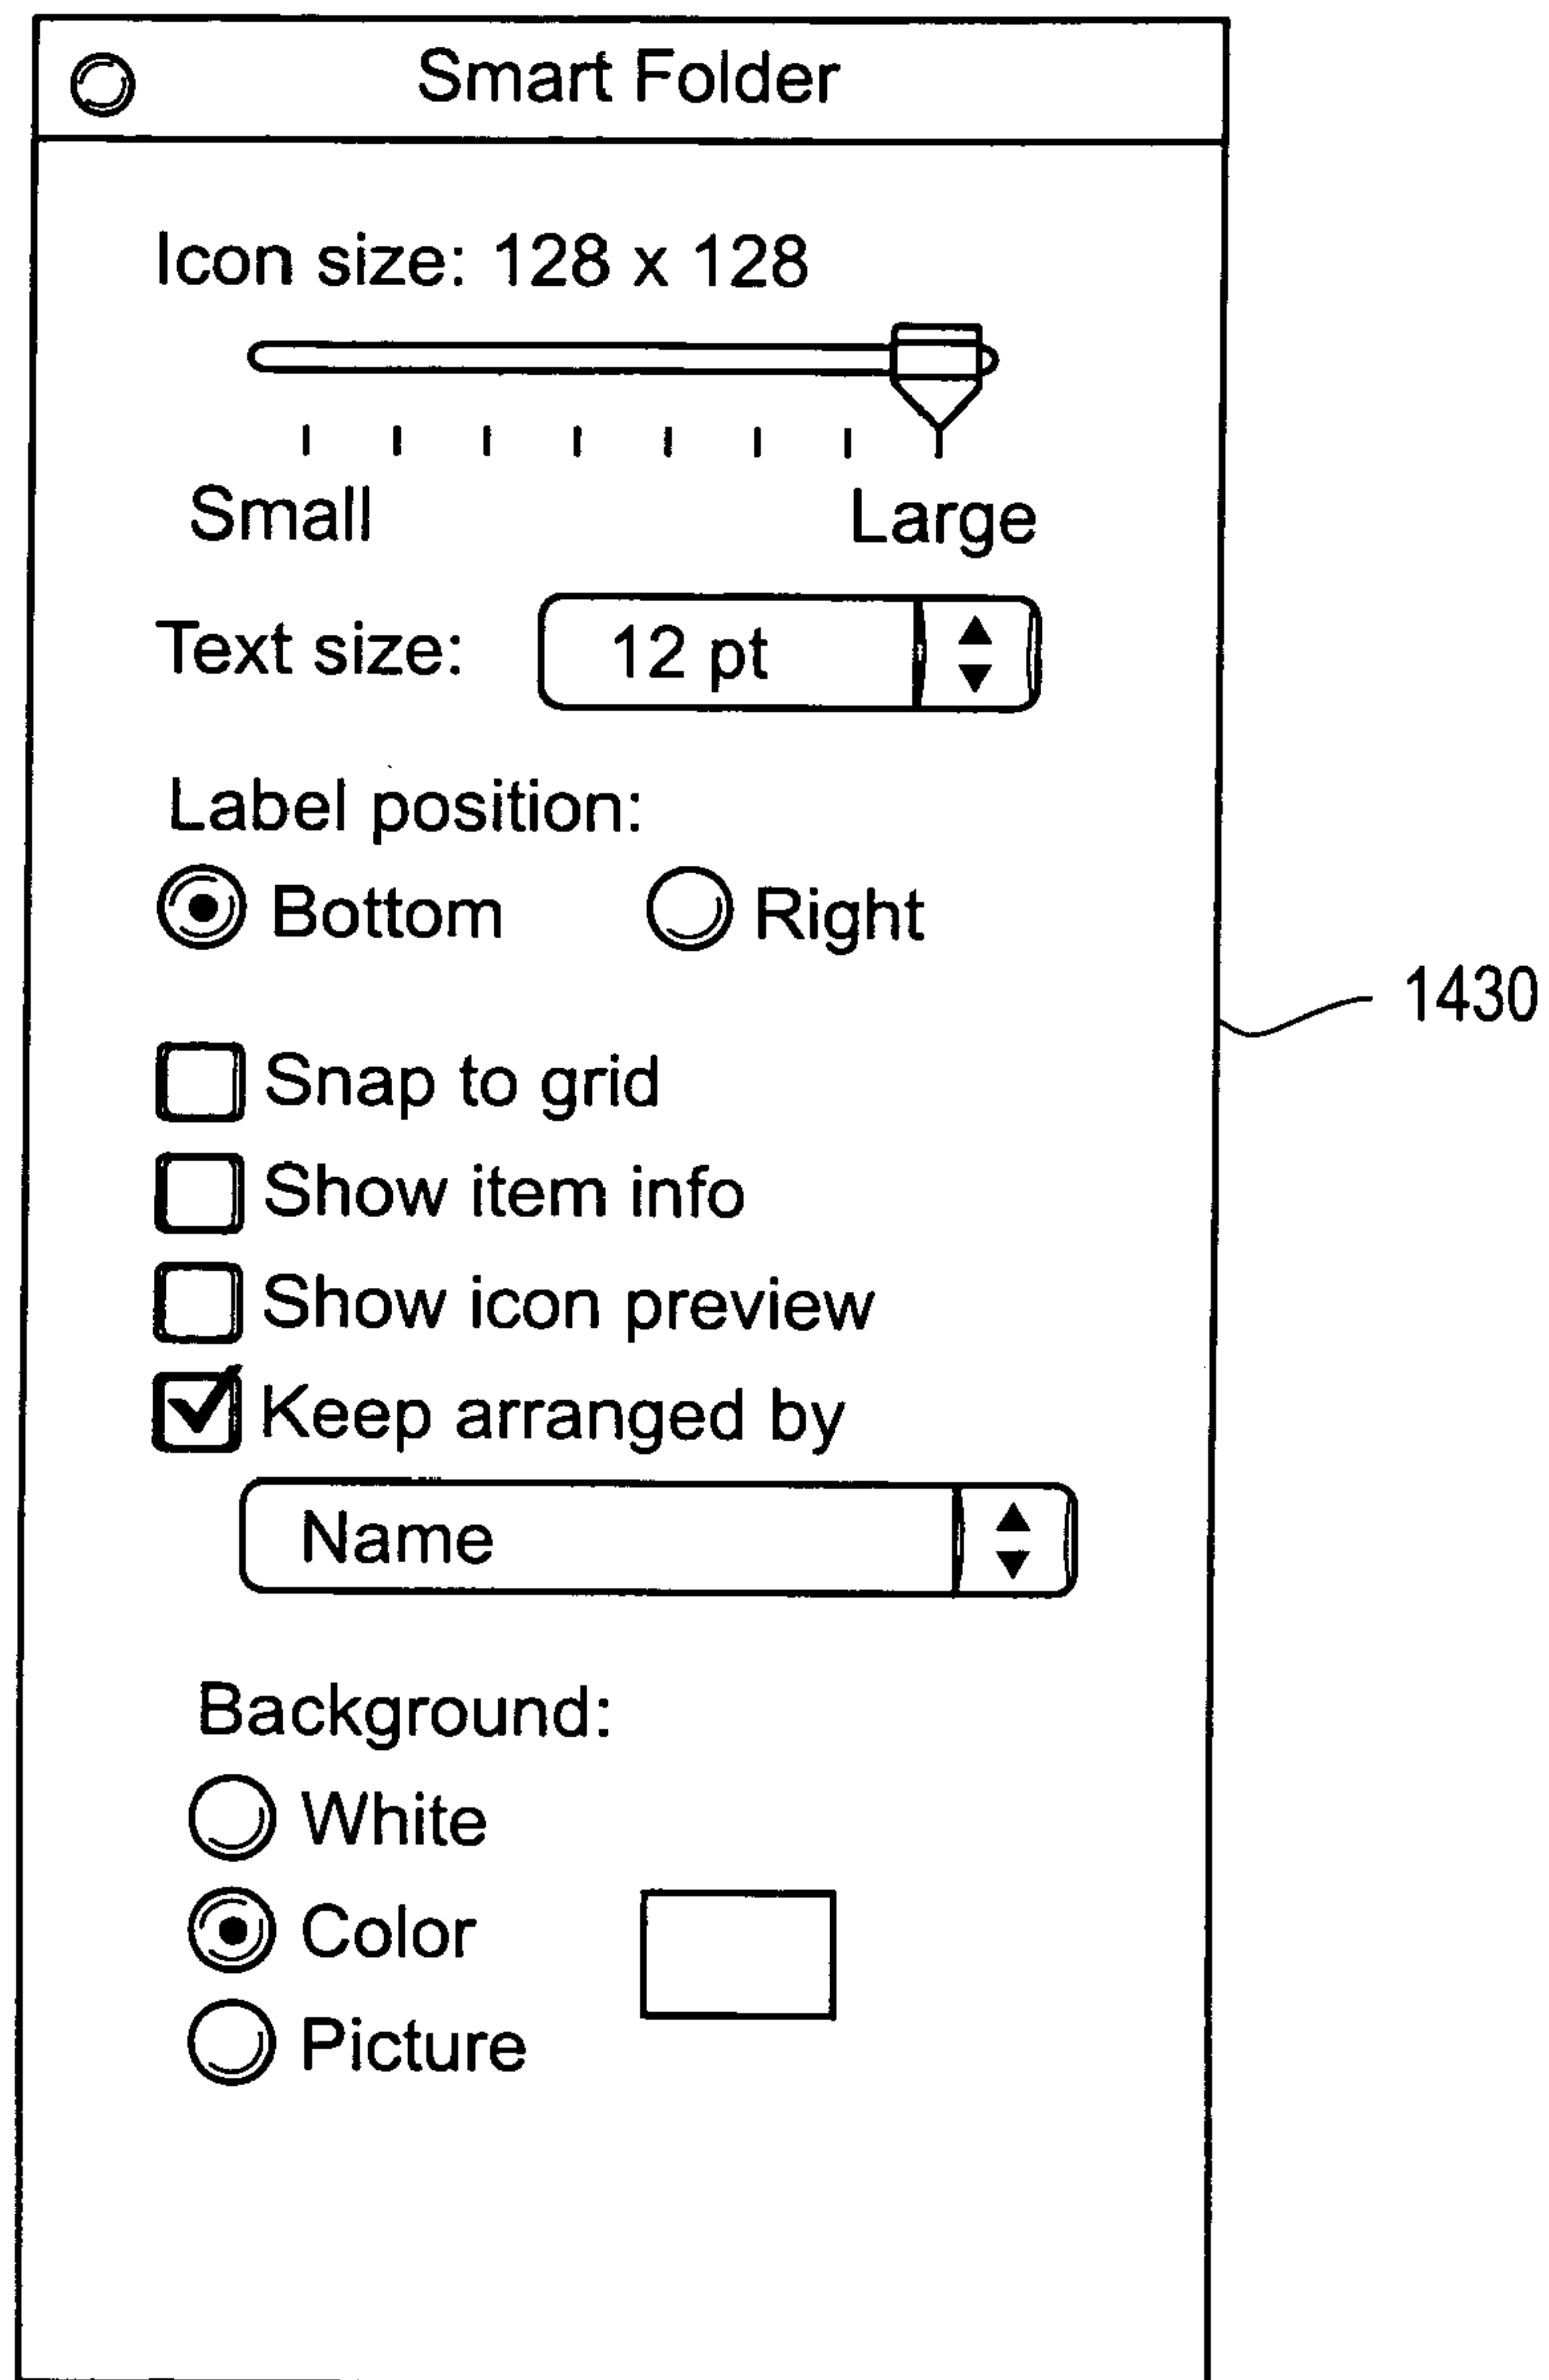 Smart Folder
Icon size: 128 x 128
Small Large
Text size: 12 pt
Label position:
Bottom Right
1430
Snap to grid
Show item info
Show icon preview
Keep arranged by
Name
Background:
White
Color
Picture